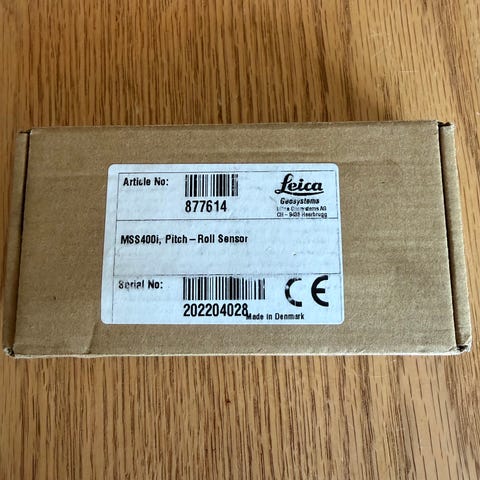 Article No:
877614
Leica
Geosystems
Leica Geosystems AG
CH - 9435 Heerbrugg
MSS400i, Pitch – Roll Sensor
Serial No:
202204028
CE
Made in Denmark